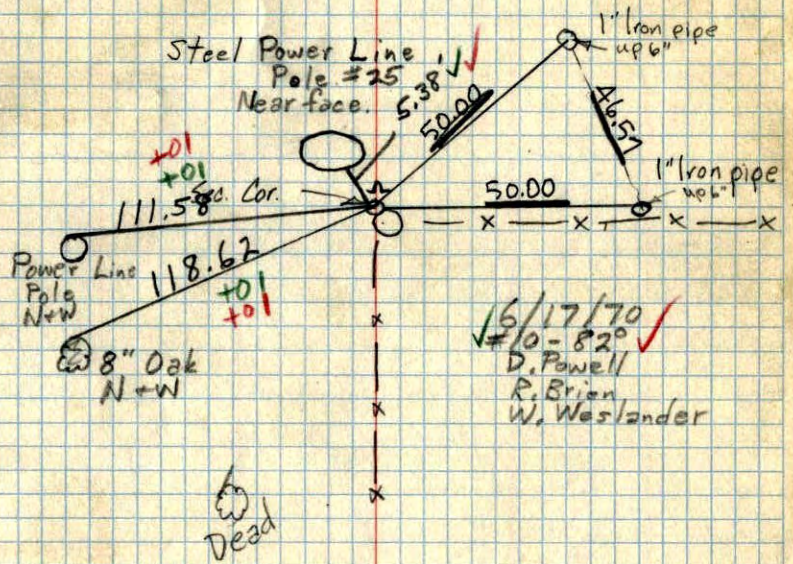 Steel Power Line
Pole #25
Near face.
5.38'
50.00
1" Iron pipe
up 6"
46.57
1" Iron pipe
up 6"
50.00
+01
+01
Sec. Cor.
111.58
Power Line
Pole
N+W
118.62
+01
+01
8" Oak
N+W
6/17/70
#10 - 82°
D. Powell
R. Brien
W. Weslander
Dead